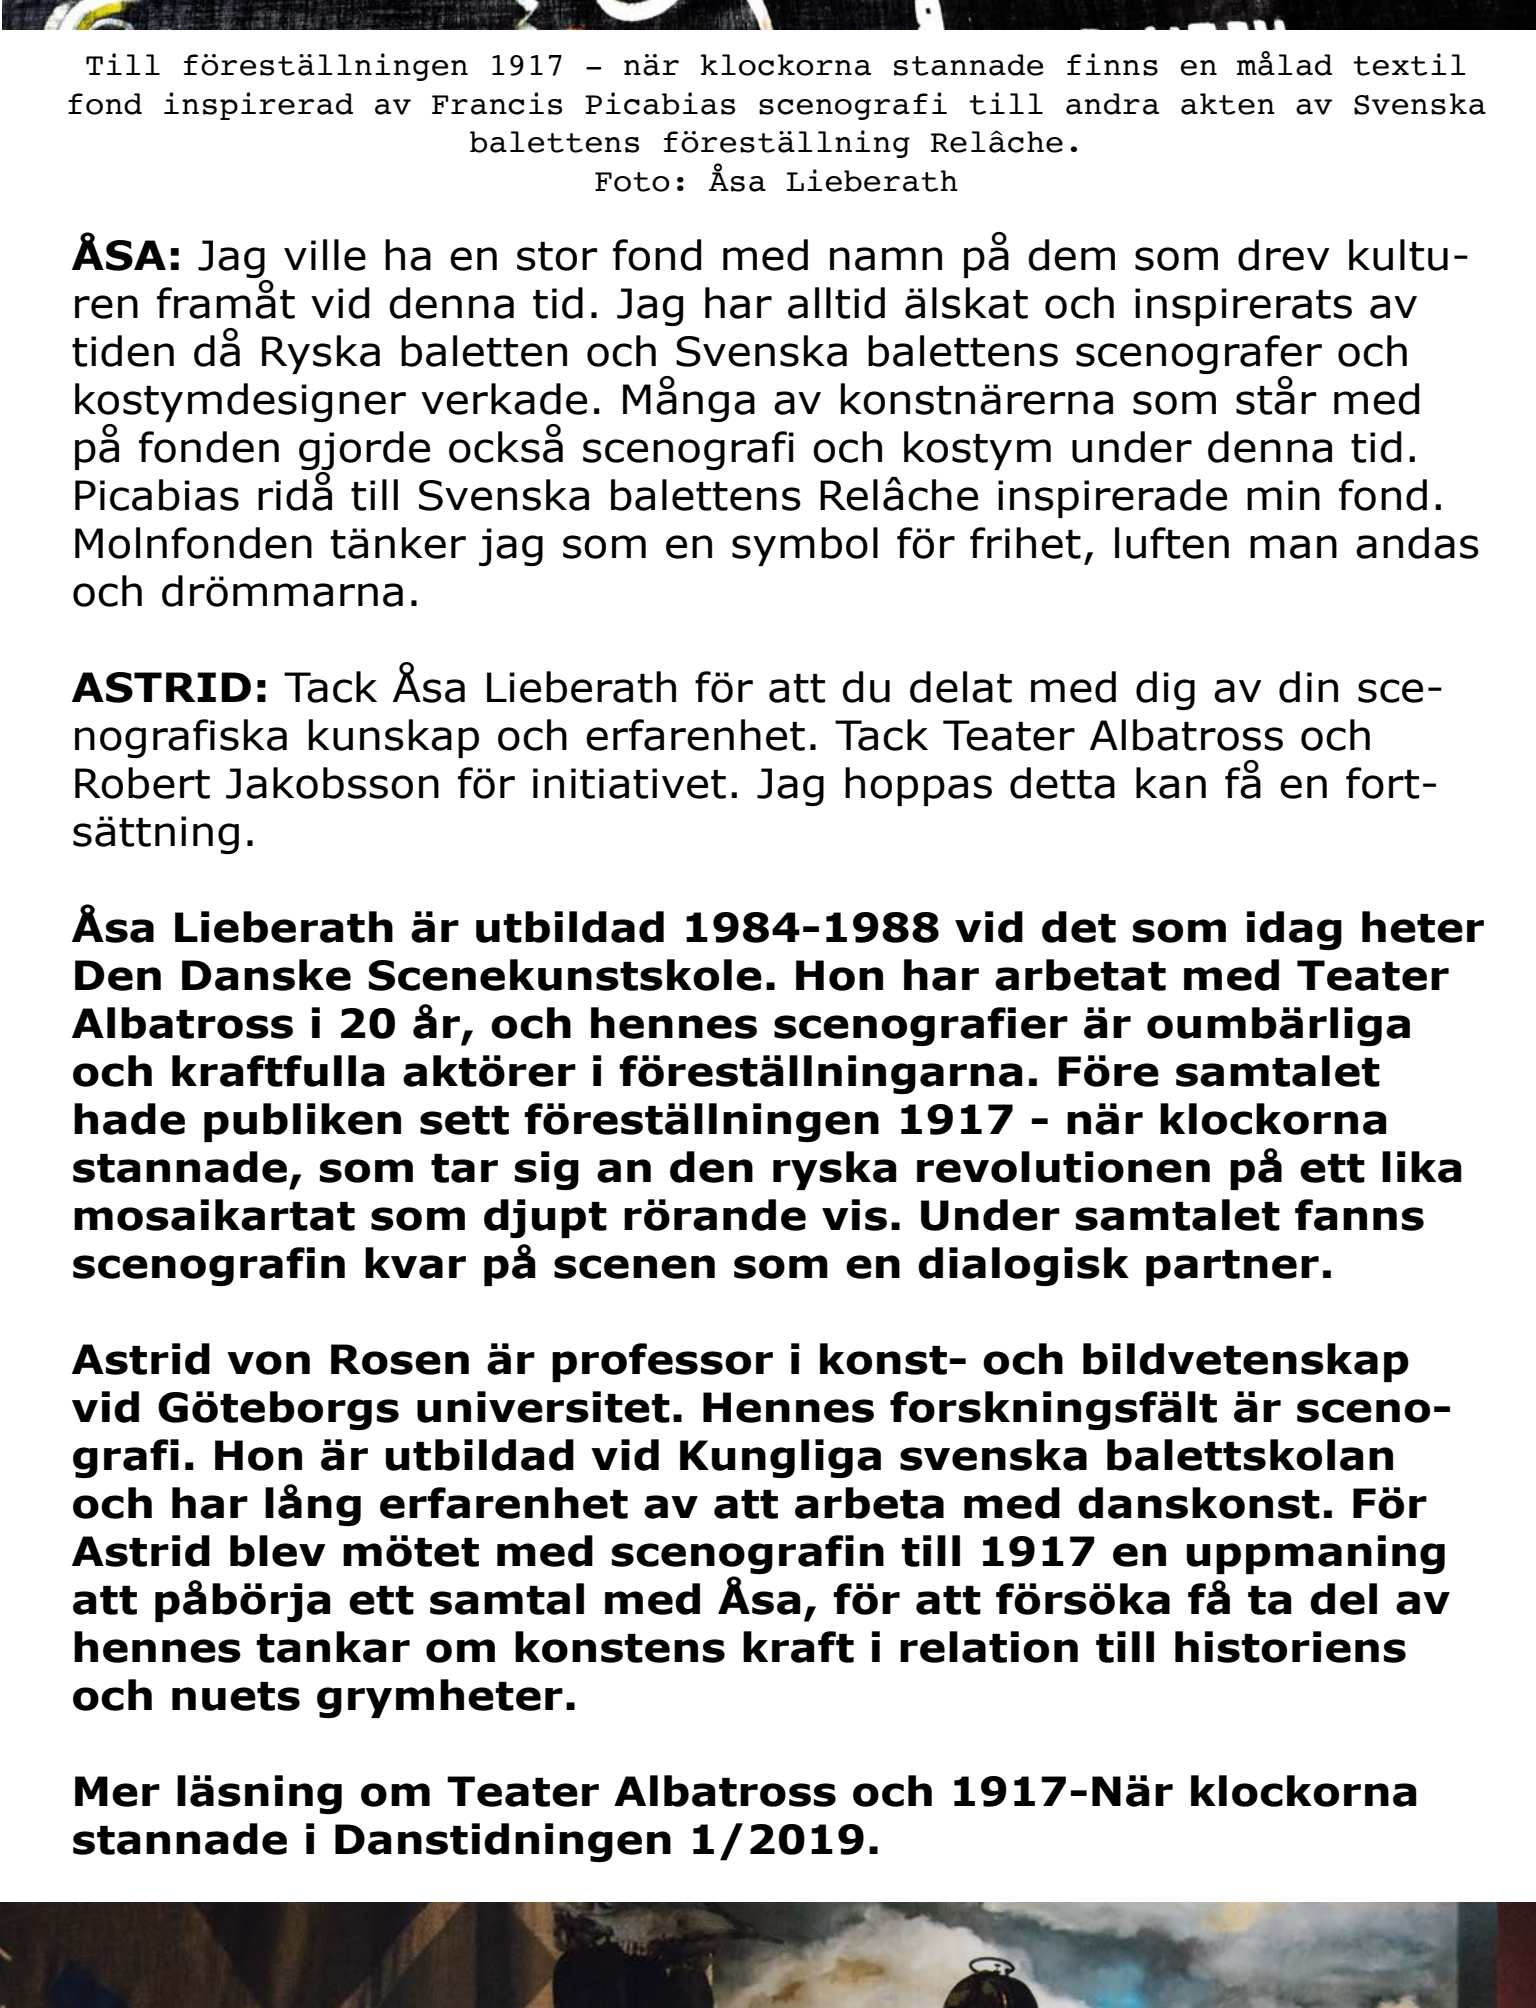 Till föreställningen 1917 – när klockorna stannade finns en målad textil
fond inspirerad av Francis Picabias scenografi till andra akten av Svenska
balettens föreställning Relâche.
Foto: Åsa Lieberath
ÅSA: Jag ville ha en stor fond med namn på dem som drev kultu-
ren framåt vid denna tid. Jag har alltid älskat och inspirerats av
tiden då Ryska baletten och Svenska balettens scenografer och
kostymdesigner verkade. Många av konstnärerna som står med
på fonden gjorde också scenografi och kostym under denna tid.
Picabias ridå till Svenska balettens Relâche inspirerade min fond.
Molnfonden tänker jag som en symbol för frihet, luften man andas
och drömmarna.
ASTRID: Tack Åsa Lieberath för att du delat med dig av din sce-
nografiska kunskap och erfarenhet. Tack Teater Albatross och
Robert Jakobsson för initiativet. Jag hoppas detta kan få en fort-
sättning.
Åsa Lieberath är utbildad 1984-1988 vid det som idag heter
Den Danske Scenekunstskole. Hon har arbetat med Teater
Albatross i 20 år, och hennes scenografier är oumbärliga
och kraftfulla aktörer i föreställningarna. Före samtalet
hade publiken sett föreställningen 1917 – när klockorna
stannade, som tar sig an den ryska revolutionen på ett lika
mosaikartat som djupt rörande vis. Under samtalet fanns
scenografin kvar på scenen som en dialogisk partner.
Astrid von Rosen är professor i konst- och bildvetenskap
vid Göteborgs universitet. Hennes forskningsfält är sceno-
grafi. Hon är utbildad vid Kungliga svenska balettskolan
och har lång erfarenhet av att arbeta med danskonst. För
Astrid blev mötet med scenografin till 1917 en uppmaning
att påbörja ett samtal med Åsa, för att försöka få ta del av
hennes tankar om konstens kraft i relation till historiens
och nuets grymheter.
Mer läsning om Teater Albatross och 1917-När klockorna
stannade i Danstidningen 1/2019.